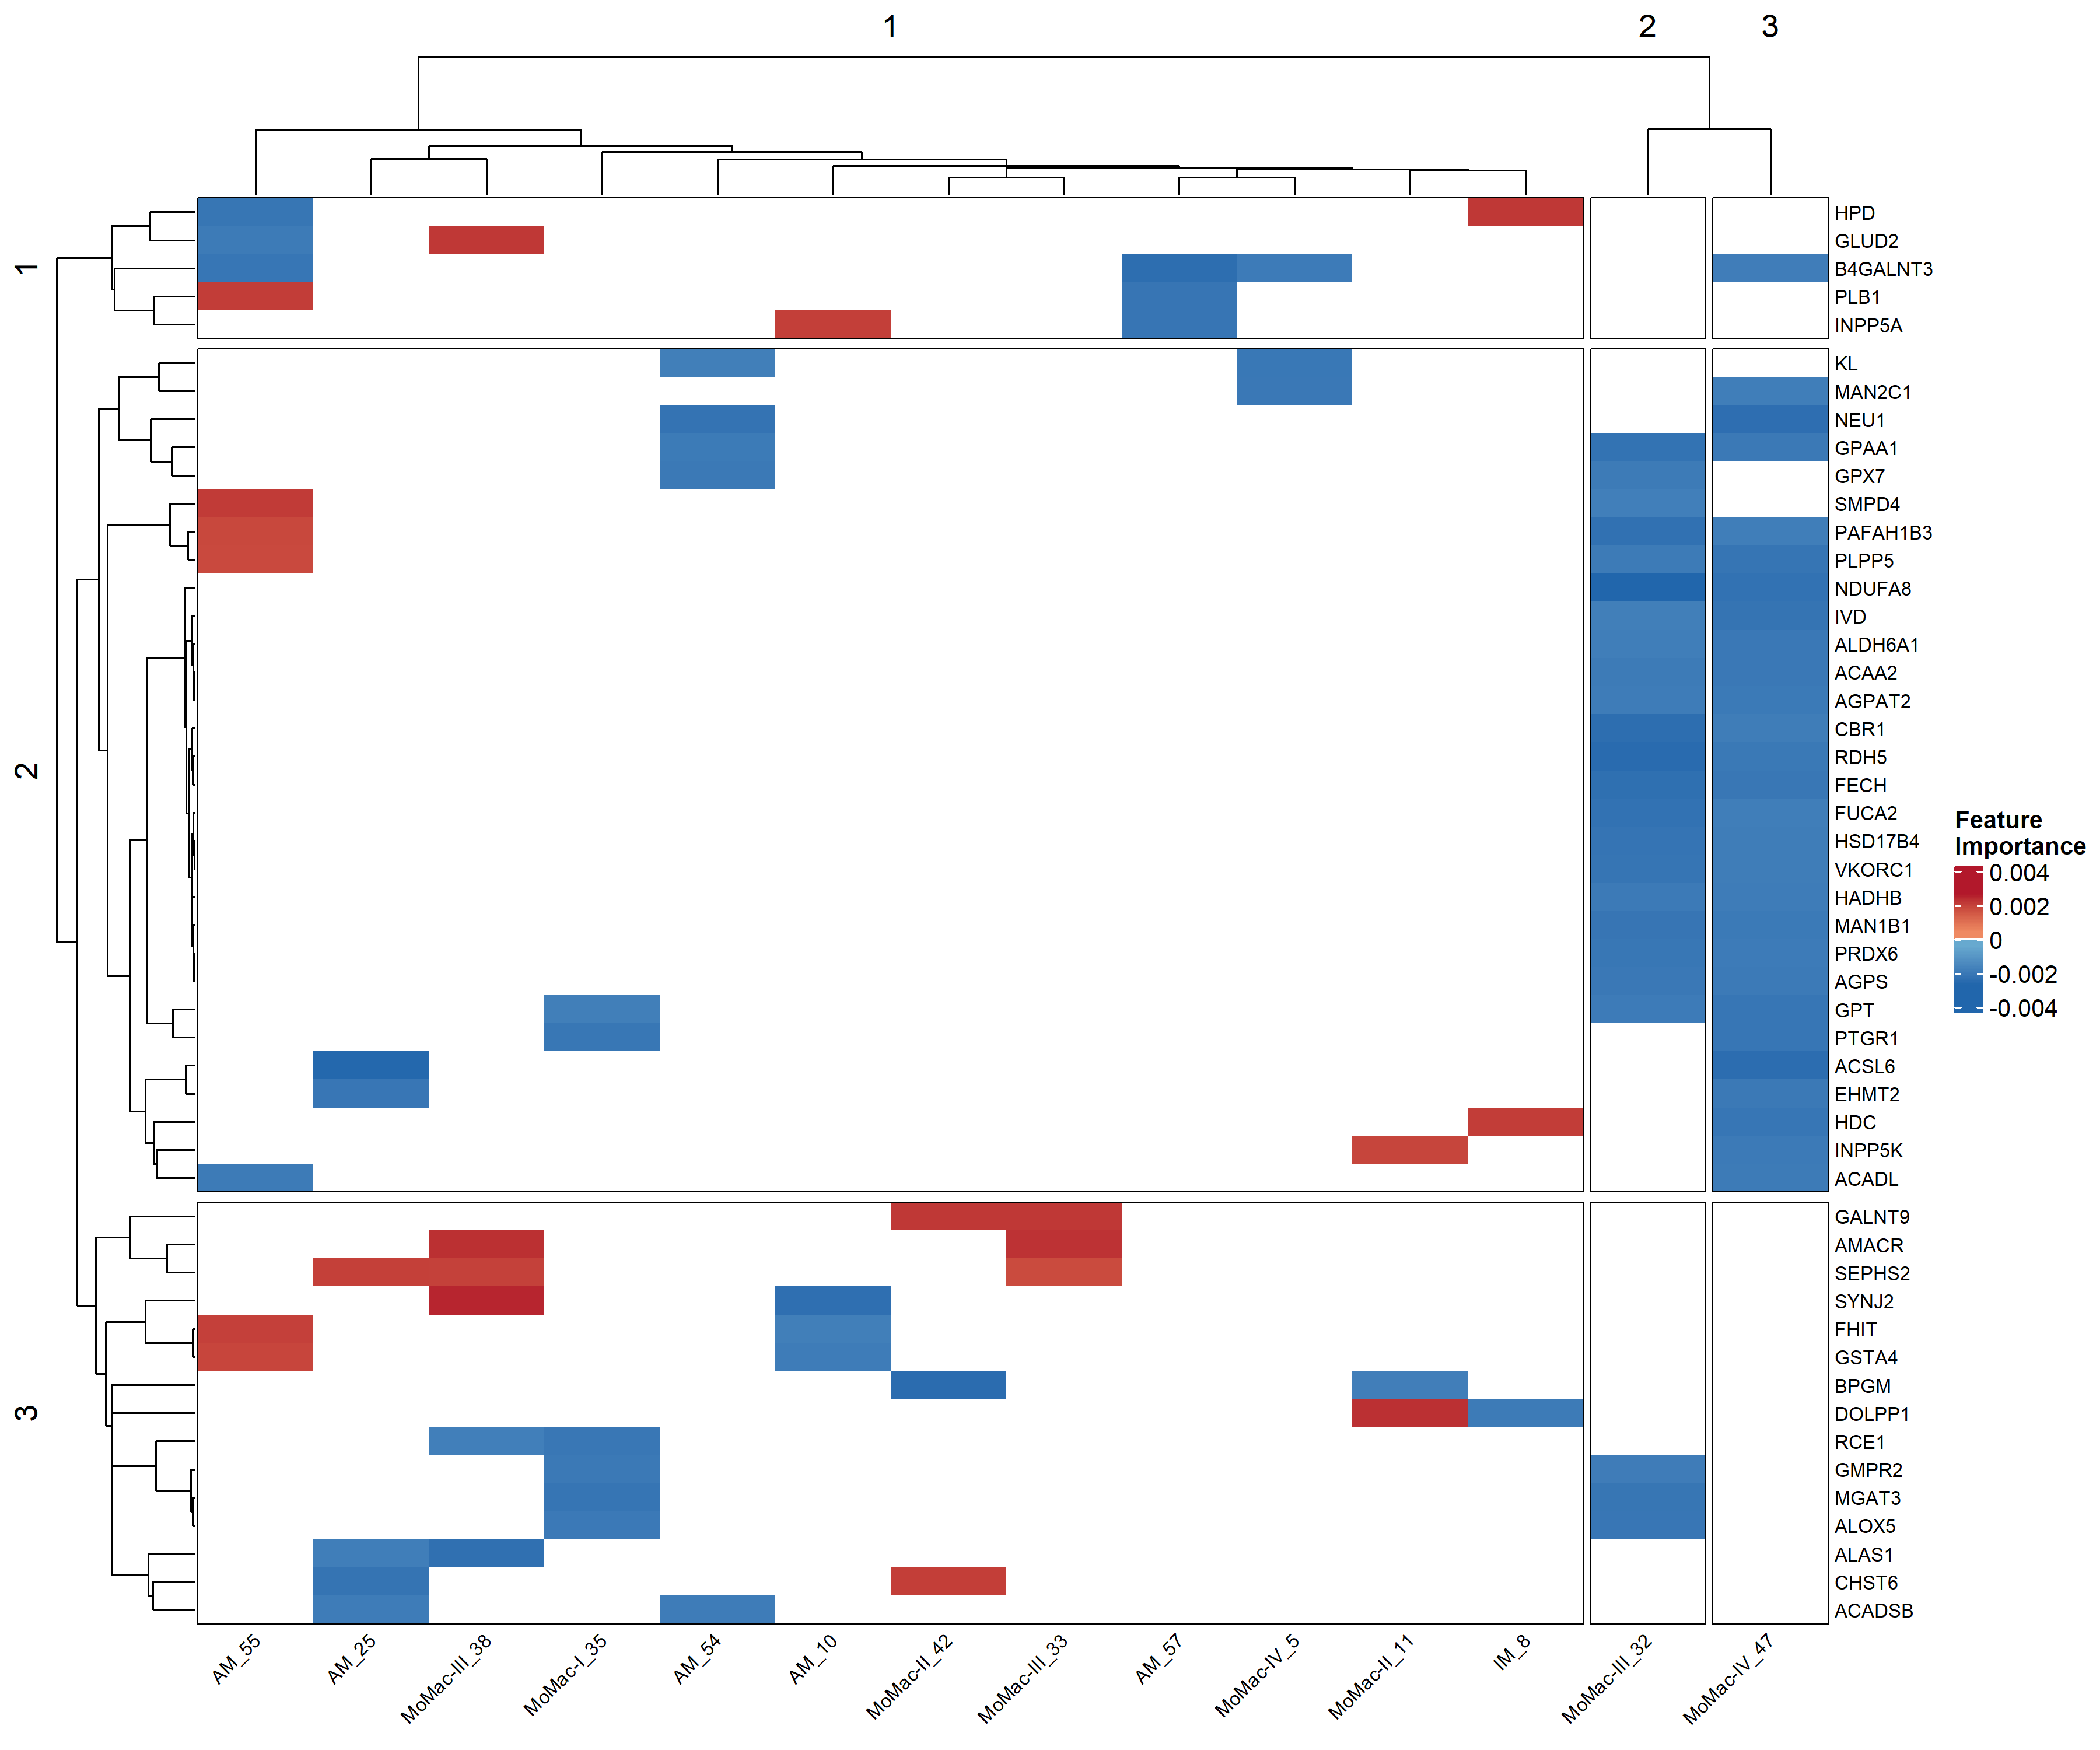 1
2
3
1
2
3
HPD
GLUD2
B4GALNT3
PLB1
INPP5A
KL
MAN2C1
NEU1
GPAA1
GPX7
SMPD4
PAFAH1B3
PLPP5
NDUFA8
IVD
ALDH6A1
ACAA2
AGPAT2
CBR1
RDH5
FECH
FUCA2
HSD17B4
VKORC1
HADHB
MAN1B1
PRDX6
AGPS
GPT
PTGR1
ACSL6
EHMT2
HDC
INPP5K
ACADL
GALNT9
AMACR
SEPHS2
SYNJ2
FHIT
GSTA4
BPGM
DOLPP1
RCE1
GMPR2
MGAT3
ALOX5
ALAS1
CHST6
ACADSB
Feature
Importance
0.004
0.002
0
-0.002
-0.004
AM_55
AM_25
MoMac-III_38
MoMac-I_35
AM_54
AM_10
MoMac-II_42
MoMac-III_33
AM_57
MoMac-IV_5
MoMac-II_11
IM_8
MoMac-III_32
MoMac-IV_47